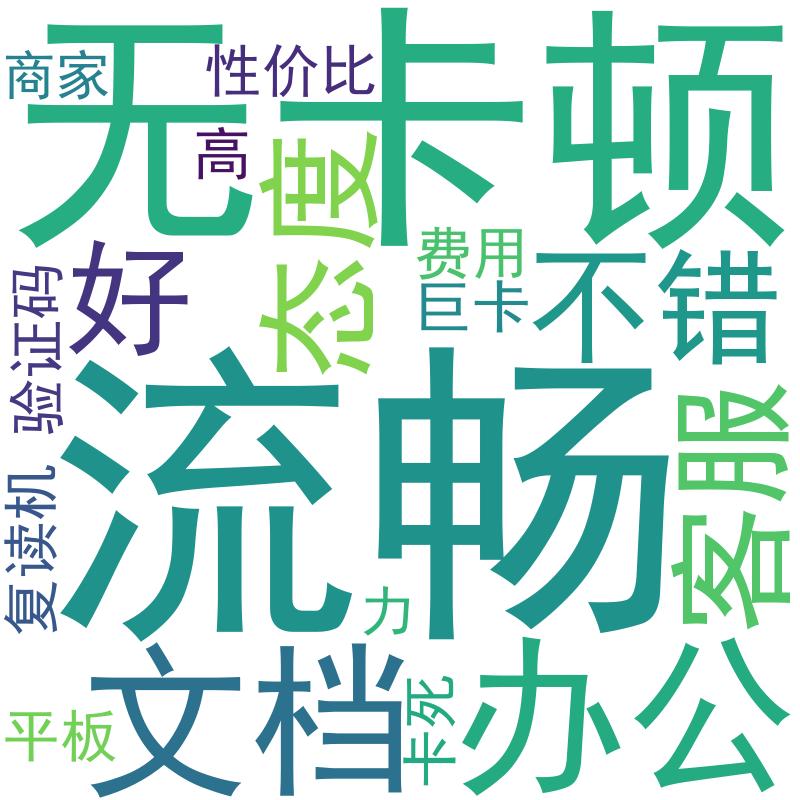 无卡顿
商家
性价比
高
态度
好
费用
巨卡
不错
验证码
流畅
客服
复读机
力
文档
办公
平板
卡死